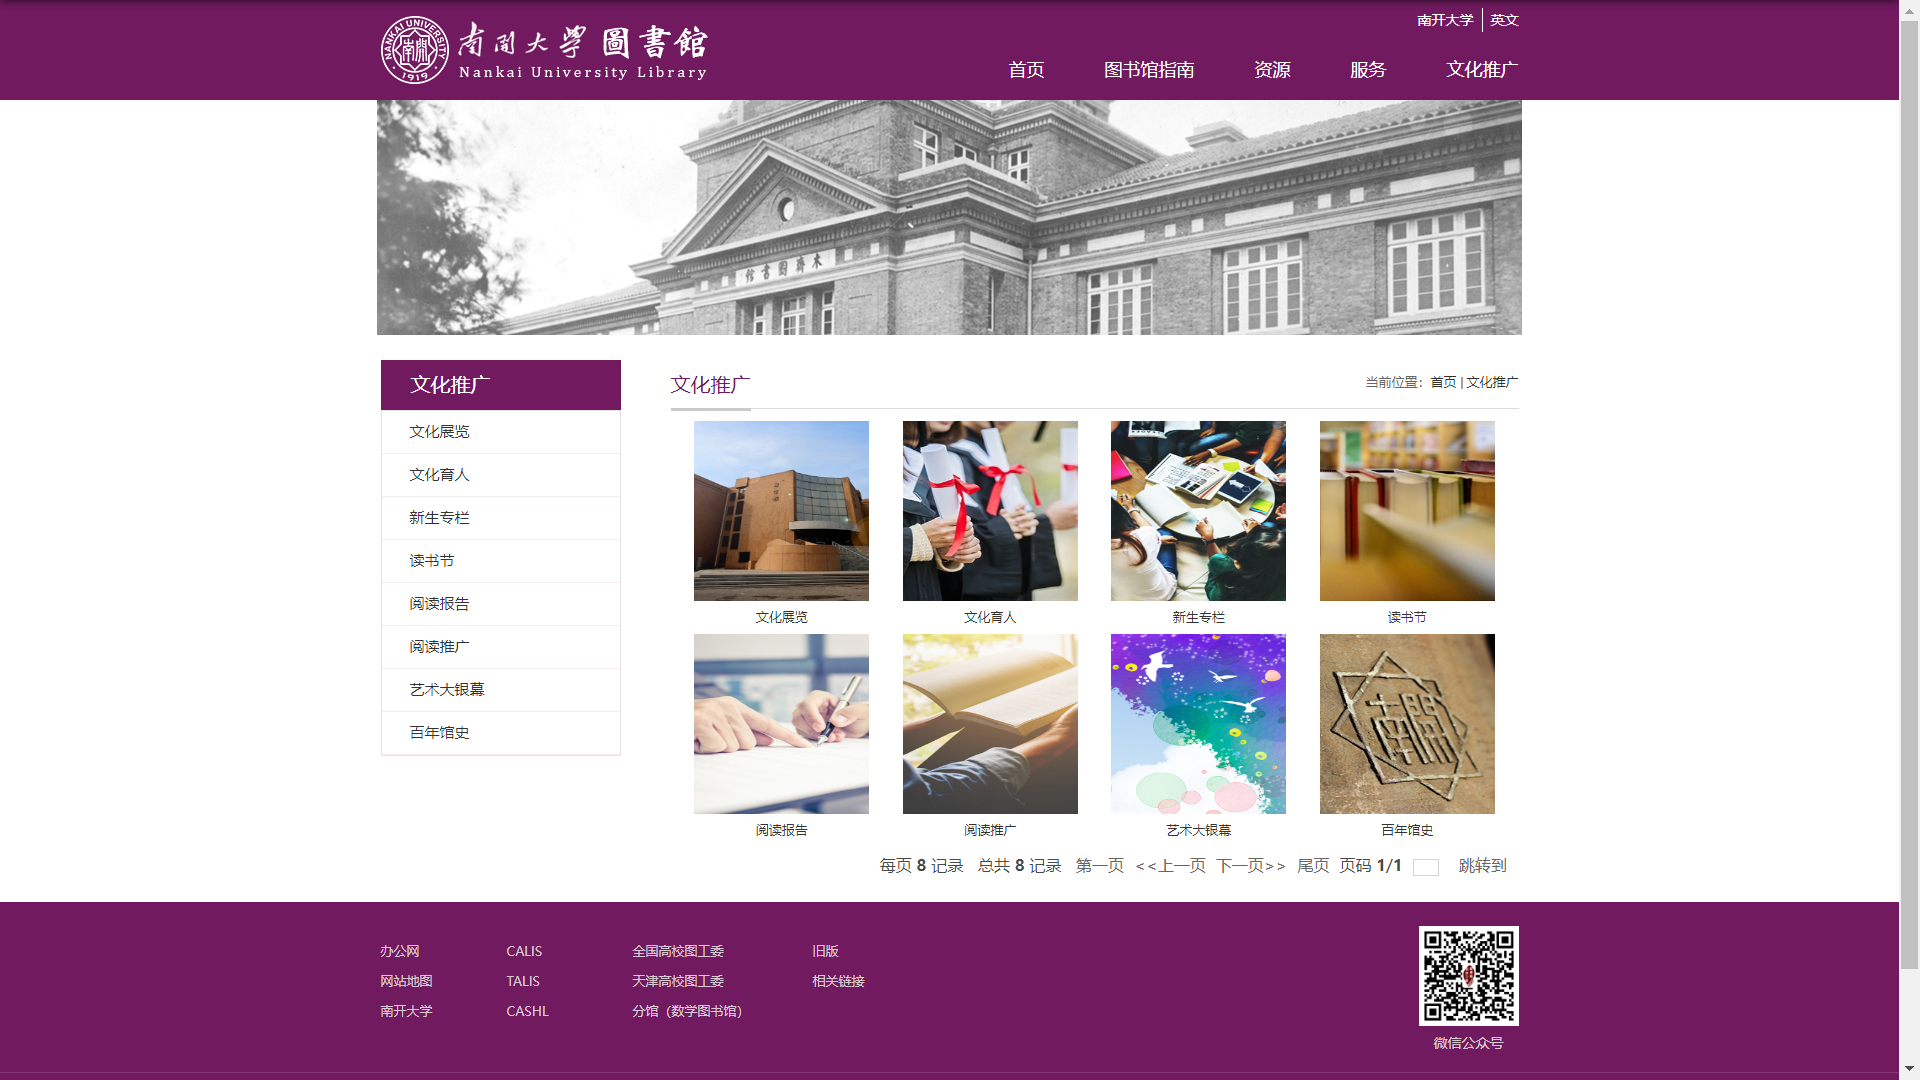 南开大学 英文
NANKAI UNIVERSITY
南開
1919
南開大學 圖書館
Nankai University Library
首页 图书馆指南 资源 服务 文化推广
館書圖齋木
文化推广
文化展览
文化育人
新生专栏
读书节
阅读报告
阅读推广
艺术大银幕
百年馆史
文化推广
当前位置： 首页 | 文化推广
文化展览 文化育人 新生专栏 读书节
南開
阅读报告 阅读推广 艺术大银幕 百年馆史
每页 8 记录 总共 8 记录 第一页 <<上一页 下一页>> 尾页 页码 1/1 跳转到
办公网 CALIS 全国高校图工委 旧版
网站地图 TALIS 天津高校图工委 相关链接
南开大学 CASHL 分馆（数学图书馆）
微信公众号